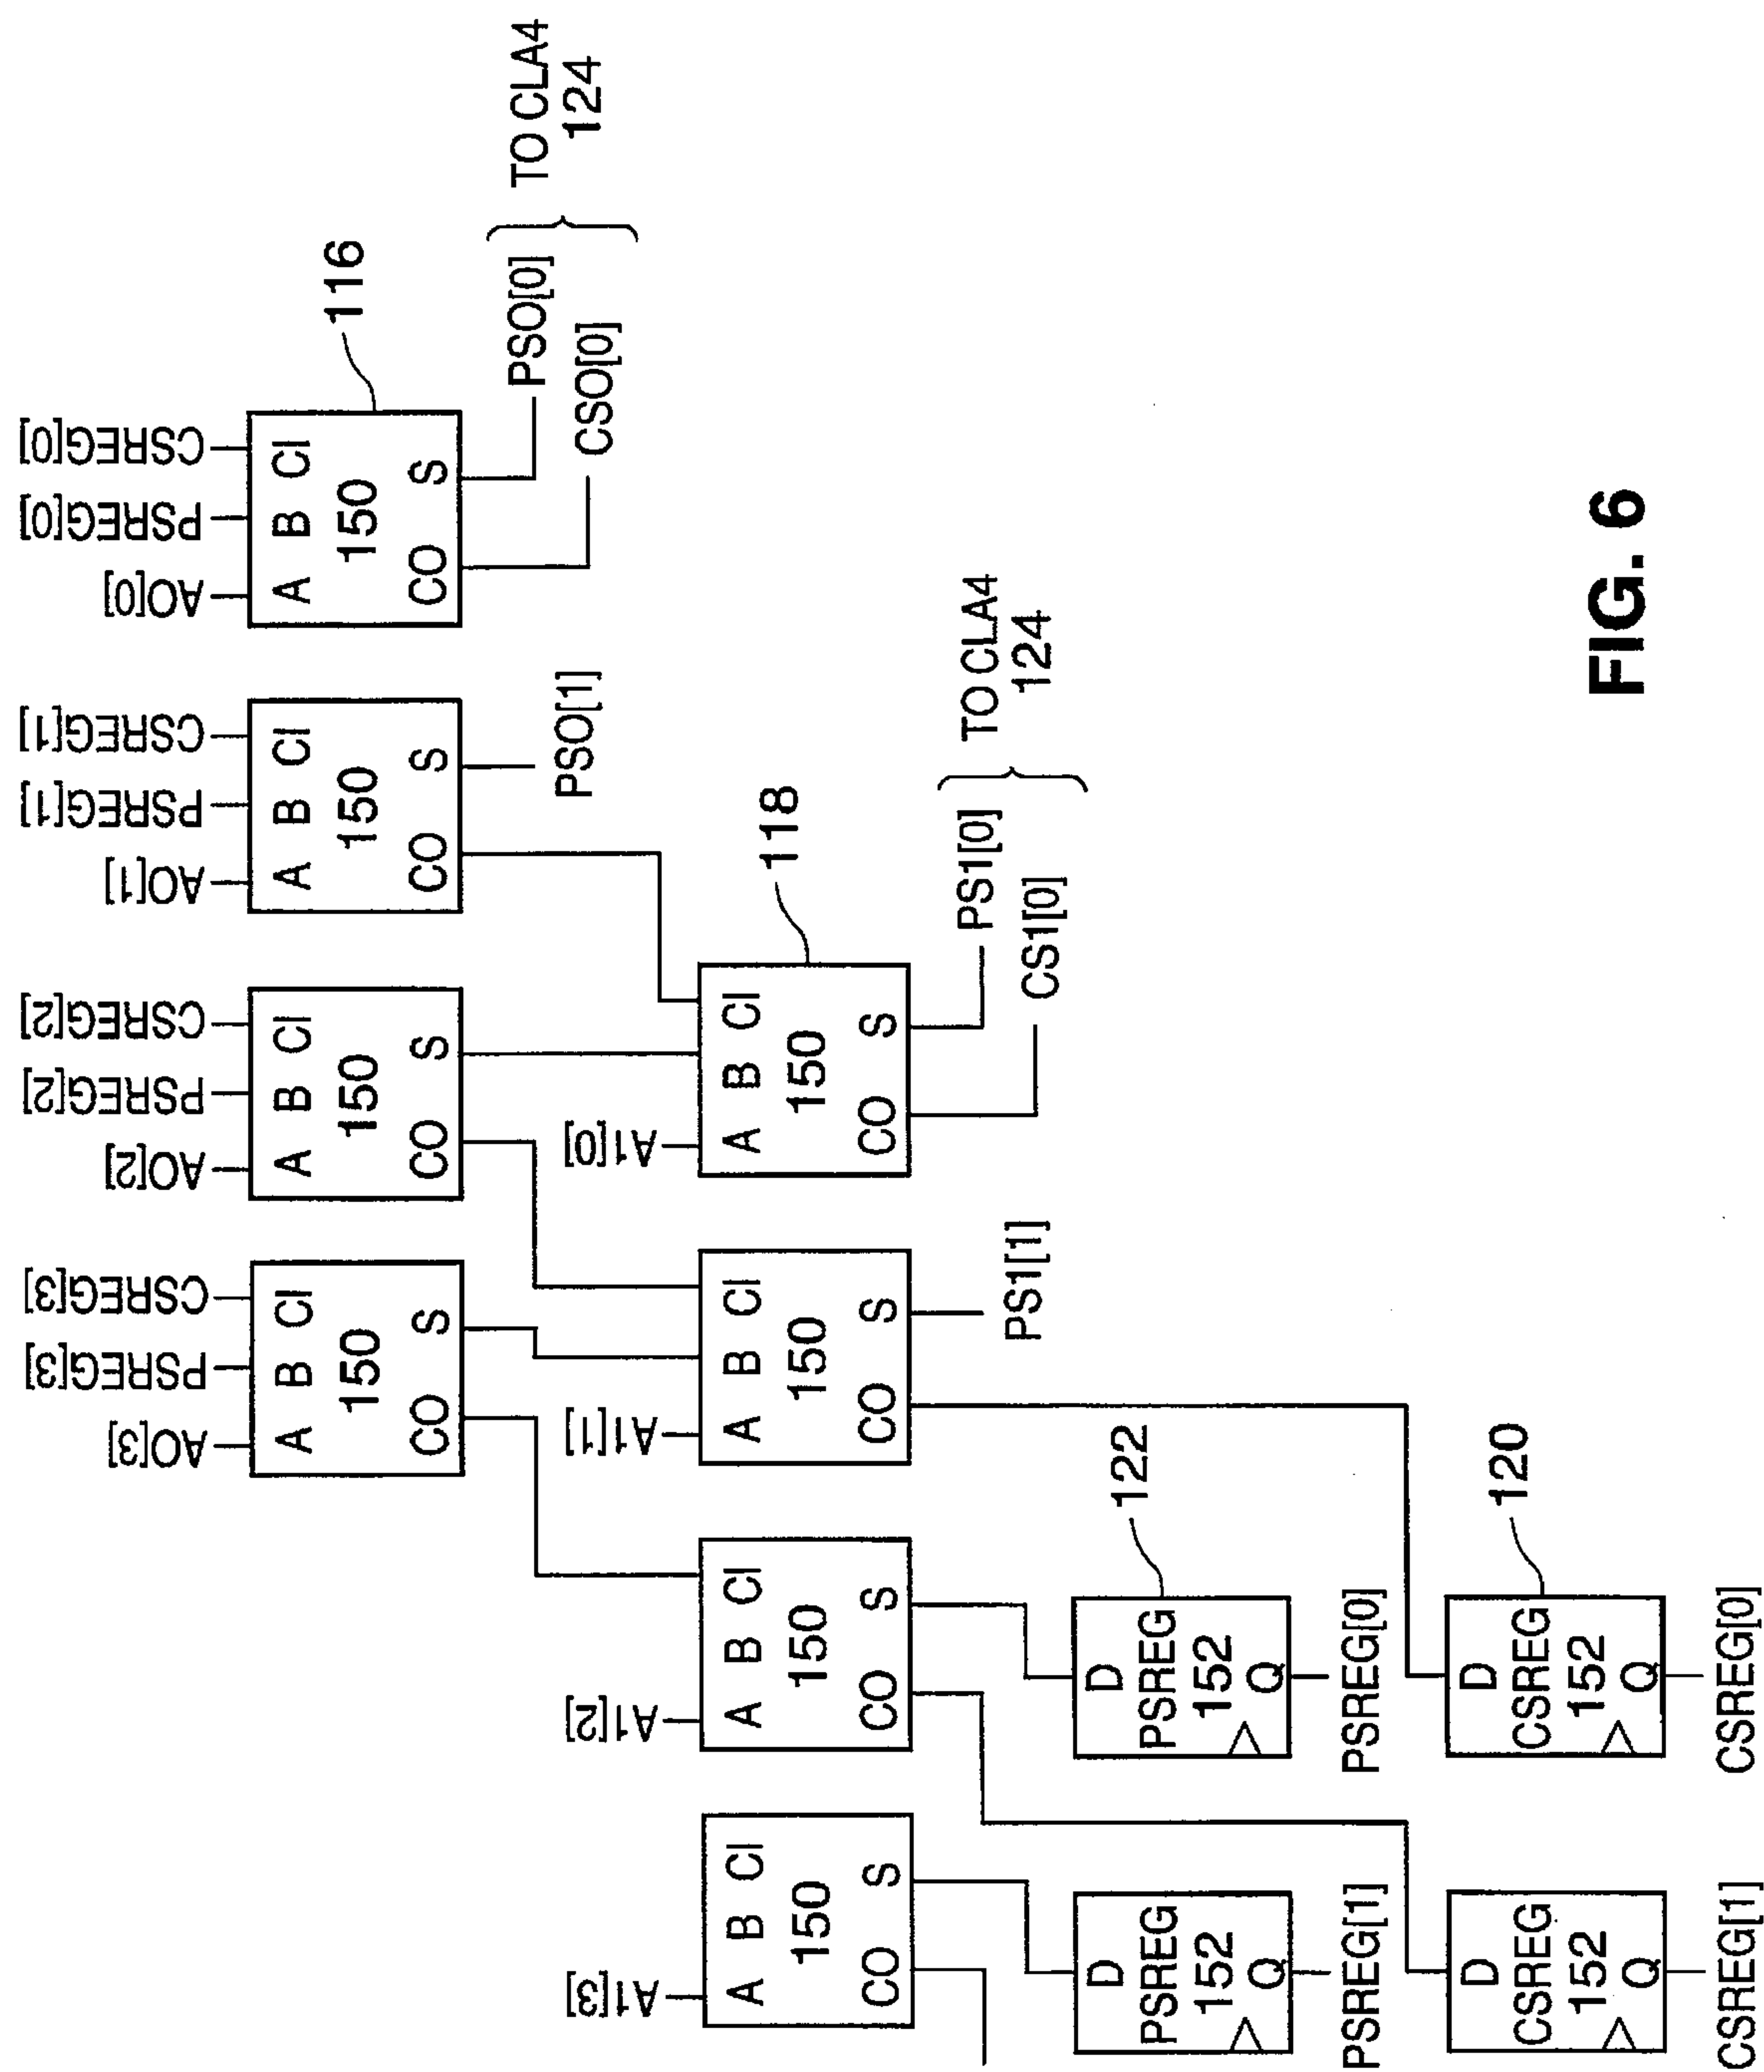 AO[3]
PSREG[3]
CSREG[3]
AO[2]
PSREG[2]
CSREG[2]
AO[1]
PSREG[1]
CSREG[1]
AO[0]
PSREG[0]
CSREG[0]
A B CI
150
CO S
A B CI
150
CO S
A B CI
150
CO S
A B CI
150
CO S
116
PSO[1]
PSO[0]
CSO[0]
TO CLA4
124
A1[3]
A1[2]
A1[1]
A1[0]
A B CI
150
CO S
A B CI
150
CO S
A B CI
150
CO S
A B CI
150
CO S
118
PS1[1]
PS1[0]
CS1[0]
TO CLA4
124
D
PSREG
152
Q
D
PSREG
152
Q
122
PSREG[1]
PSREG[0]
D
CSREG
152
Q
D
CSREG
152
Q
120
CSREG[1]
CSREG[0]
FIG. 6